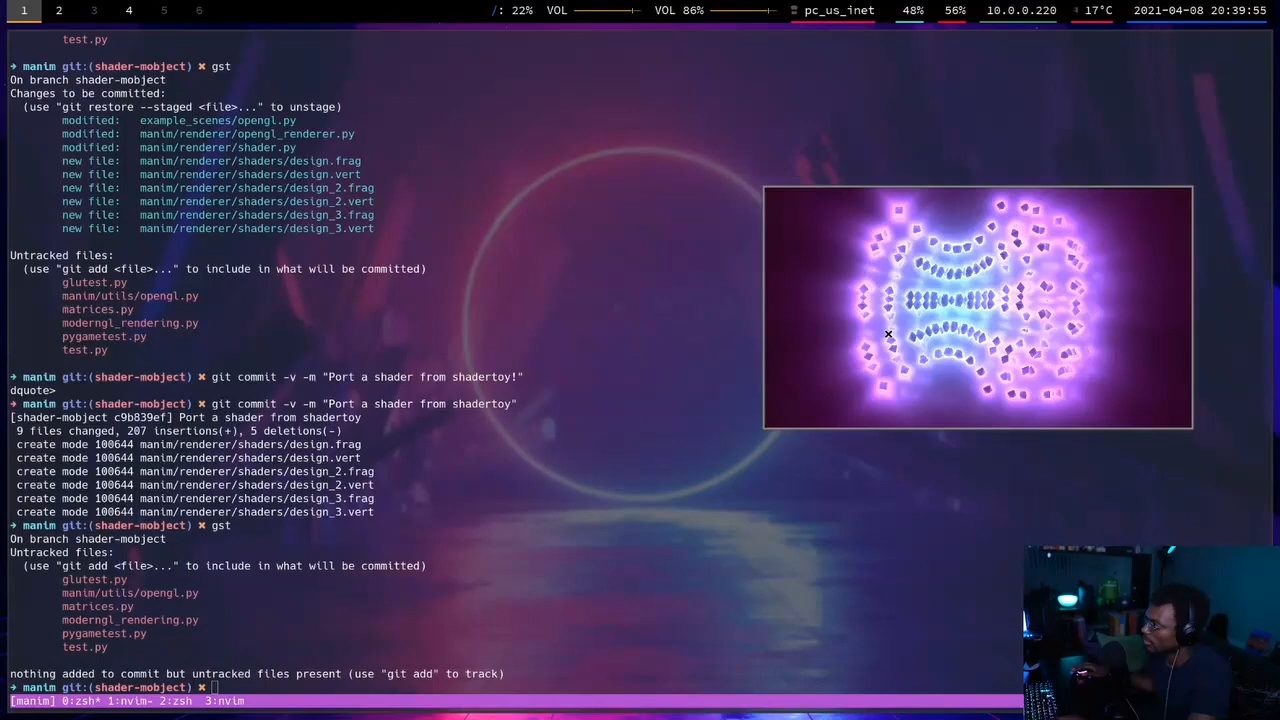 1 2 3 4 5 6 /: 22% VOL VOL 86% pc_us_inet 48% 56% 10.0.0.220 17°C 2021-04-08 20:39:55
test.py
➜ manim git:(shader-mobject) ✖ gst
On branch shader-mobject
Changes to be committed:
(use "git restore --staged <file>..." to unstage)
modified: example_scenes/opengl.py
modified: manim/renderer/opengl_renderer.py
modified: manim/renderer/shader.py
new file: manim/renderer/shaders/design.frag
new file: manim/renderer/shaders/design.vert
new file: manim/renderer/shaders/design_2.frag
new file: manim/renderer/shaders/design_2.vert
new file: manim/renderer/shaders/design_3.frag
new file: manim/renderer/shaders/design_3.vert
Untracked files:
(use "git add <file>..." to include in what will be committed)
glutest.py
manim/utils/opengl.py
matrices.py
moderngl_rendering.py
pygametest.py
test.py
➜ manim git:(shader-mobject) ✖ git commit -v -m "Port a shader from shadertoy!"
dquote>
➜ manim git:(shader-mobject) ✖ git commit -v -m "Port a shader from shadertoy"
[shader-mobject c9b839ef] Port a shader from shadertoy
9 files changed, 207 insertions(+), 5 deletions(-)
create mode 100644 manim/renderer/shaders/design.frag
create mode 100644 manim/renderer/shaders/design.vert
create mode 100644 manim/renderer/shaders/design_2.frag
create mode 100644 manim/renderer/shaders/design_2.vert
create mode 100644 manim/renderer/shaders/design_3.frag
create mode 100644 manim/renderer/shaders/design_3.vert
➜ manim git:(shader-mobject) ✖ gst
On branch shader-mobject
Untracked files:
(use "git add <file>..." to include in what will be committed)
glutest.py
manim/utils/opengl.py
matrices.py
moderngl_rendering.py
pygametest.py
test.py
nothing added to commit but untracked files present (use "git add" to track)
➜ manim git:(shader-mobject) ✖
[manim] 0:zsh* 1:nvim- 2:zsh 3:nvim